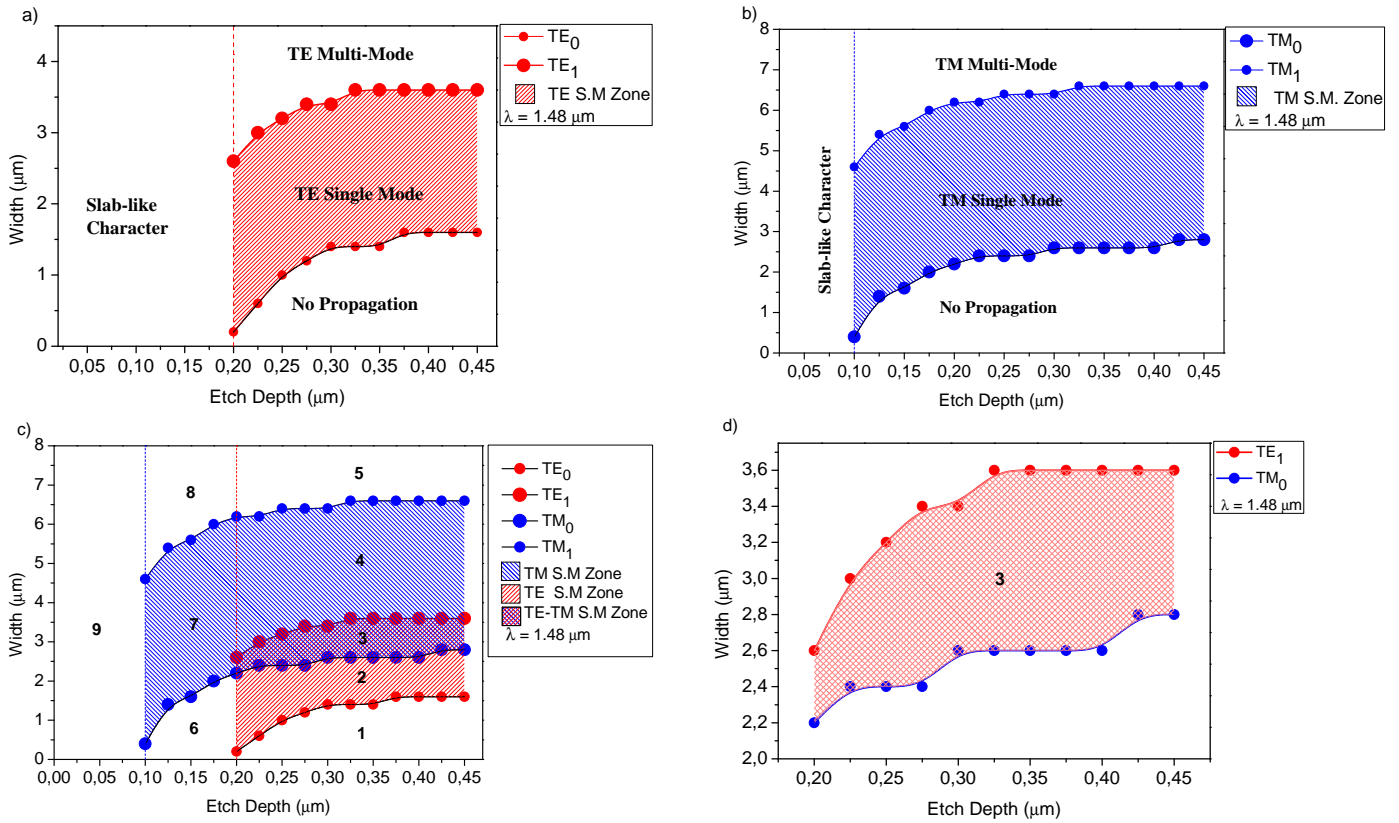 a)
TE Multi-Mode
TE Single Mode
Slab-like
Character
No Propagation
Width (μm)
4
3
2
1
0
0,05 0,10 0,15 0,20 0,25 0,30 0,35 0,40 0,45
Etch Depth (μm)
TE0
TE1
TE S.M Zone
λ = 1.48 μm
b)
TM Multi-Mode
TM Single Mode
Slab-like Character
No Propagation
Width (μm)
8
7
6
5
4
3
2
1
0
0,05 0,10 0,15 0,20 0,25 0,30 0,35 0,40 0,45
Etch Depth (μm)
TM0
TM1
TM S.M. Zone
λ = 1.48 μm
c)
Width (μm)
8
7
6
5
4
3
2
1
0
8
5
4
7
9
3
2
6
1
0,00 0,05 0,10 0,15 0,20 0,25 0,30 0,35 0,40 0,45
Etch Depth (μm)
TE0
TE1
TM0
TM1
TM S.M Zone
TE S.M Zone
TE-TM S.M Zone
λ = 1.48 μm
d)
Width (μm)
3,6
3,4
3,2
3,0
2,8
2,6
2,4
2,2
2,0
3
0,20 0,25 0,30 0,35 0,40 0,45
Etch Depth (μm)
TE1
TM0
λ = 1.48 μm